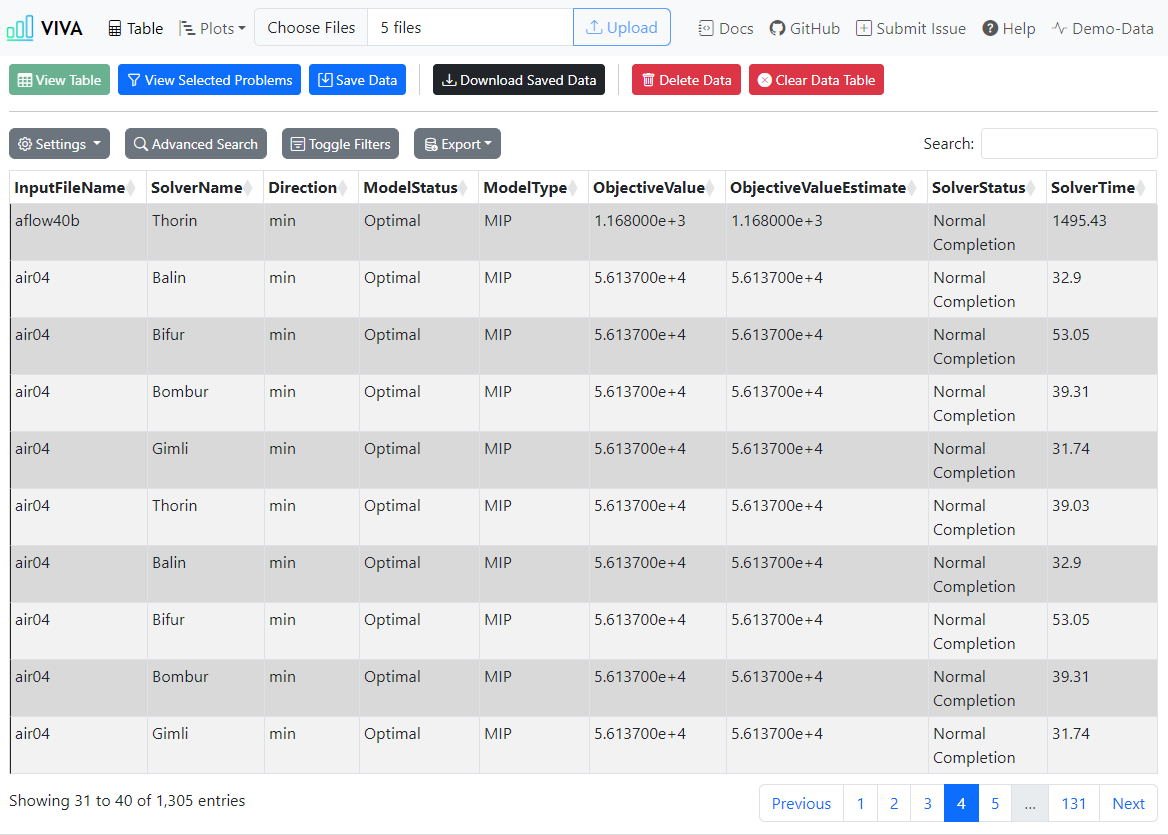 VIVA Table Plots Choose Files 5 files Upload Docs GitHub Submit Issue Help Demo-Data
View Table View Selected Problems Save Data Download Saved Data Delete Data Clear Data Table
Settings Advanced Search Toggle Filters Export Search:
InputFileName SolverName Direction ModelStatus ModelType ObjectiveValue ObjectiveValueEstimate SolverStatus SolverTime
aflow40b Thorin min Optimal MIP 1.168000e+3 1.168000e+3 Normal 1495.43
Completion
air04 Balin min Optimal MIP 5.613700e+4 5.613700e+4 Normal 32.9
Completion
air04 Bifur min Optimal MIP 5.613700e+4 5.613700e+4 Normal 53.05
Completion
air04 Bombur min Optimal MIP 5.613700e+4 5.613700e+4 Normal 39.31
Completion
air04 Gimli min Optimal MIP 5.613700e+4 5.613700e+4 Normal 31.74
Completion
air04 Thorin min Optimal MIP 5.613700e+4 5.613700e+4 Normal 39.03
Completion
air04 Balin min Optimal MIP 5.613700e+4 5.613700e+4 Normal 32.9
Completion
air04 Bifur min Optimal MIP 5.613700e+4 5.613700e+4 Normal 53.05
Completion
air04 Bombur min Optimal MIP 5.613700e+4 5.613700e+4 Normal 39.31
Completion
air04 Gimli min Optimal MIP 5.613700e+4 5.613700e+4 Normal 31.74
Completion
Showing 31 to 40 of 1,305 entries Previous 1 2 3 4 5 ... 131 Next